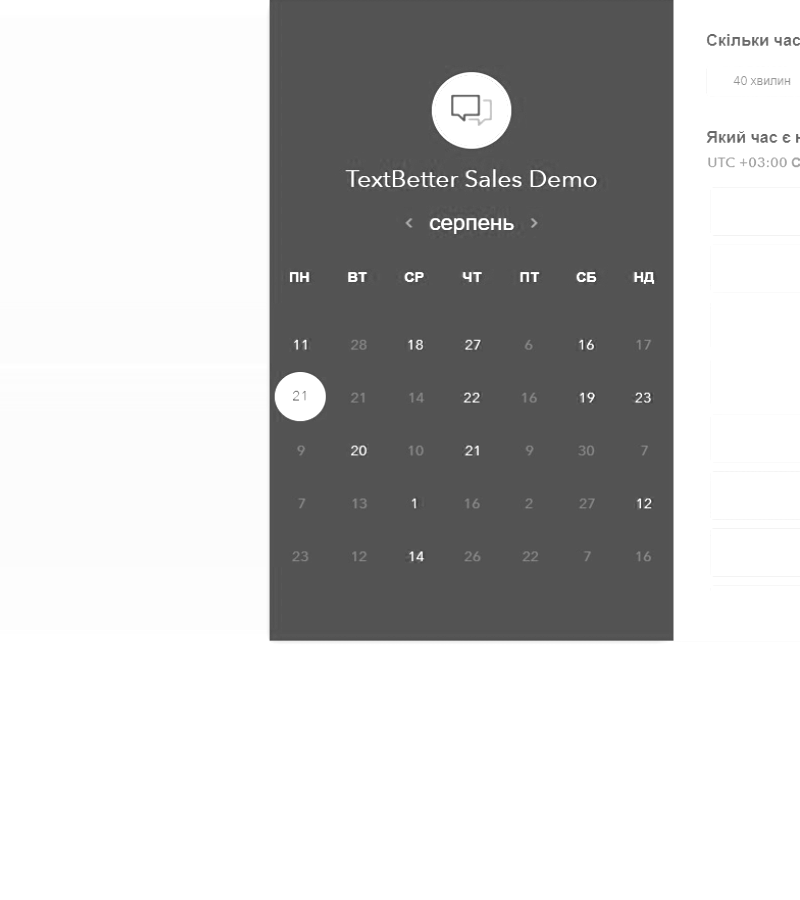 TextBetter Sales Demo
серпень
ПН ВТ СР ЧТ ПТ СБ НД
11 28 18 27 6 16 17
21 21 14 22 16 19 23
9 20 10 21 9 30 7
7 13 1 16 2 27 12
23 12 14 26 22 7 16
Скільки час
40 хвилин
Який час є
UTC +03:00